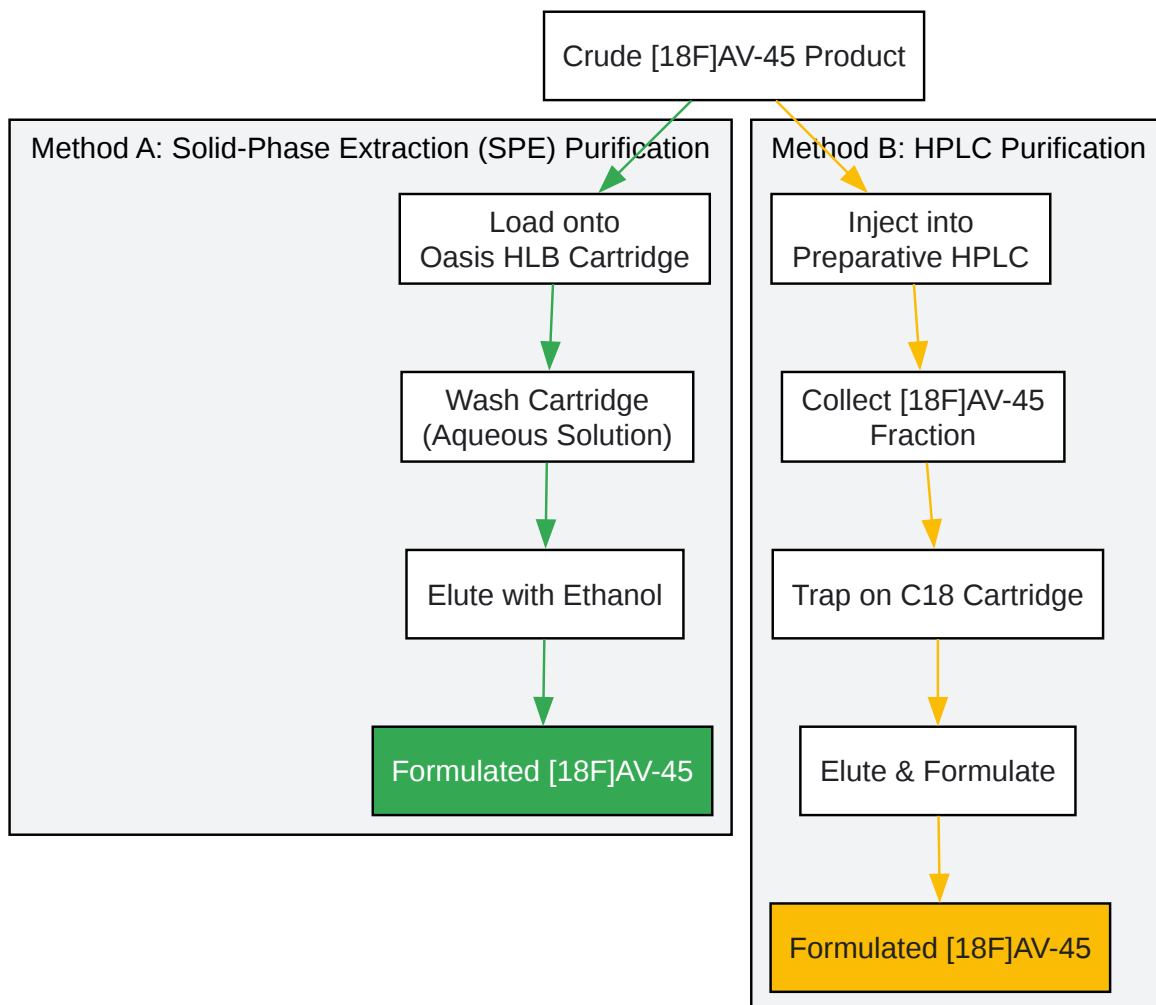 Crude [18F]AV-45 Product
Method A: Solid-Phase Extraction (SPE) Purification
Load onto
Oasis HLB Cartridge
Wash Cartridge
(Aqueous Solution)
Elute with Ethanol
Formulated [18F]AV-45
Method B: HPLC Purification
Inject into
Preparative HPLC
Collect [18F]AV-45
Fraction
Trap on C18 Cartridge
Elute & Formulate
Formulated [18F]AV-45